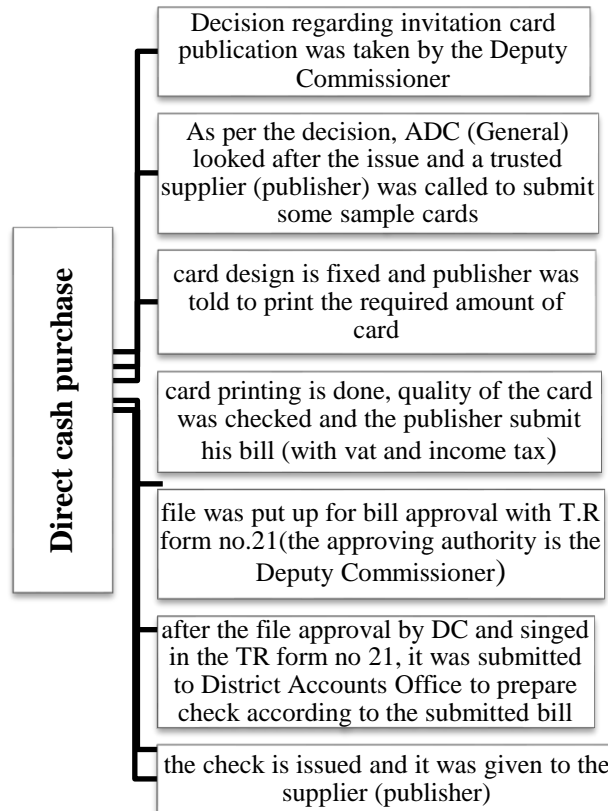 Decision regarding invitation card
publication was taken by the Deputy
Commissioner
As per the decision, ADC (General)
looked after the issue and a trusted
supplier (publisher) was called to submit
some sample cards
Direct cash purchase
card design is fixed and publisher was
told to print the required amount of
card
card printing is done, quality of the card
was checked and the publisher submit
his bill (with vat and income tax)
file was put up for bill approval with T.R
form no.21(the approving authority is the
Deputy Commissioner)
after the file approval by DC and singed
in the TR form no 21, it was submitted
to District Accounts Office to prepare
check according to the submitted bill
the check is issued and it was given to the
supplier (publisher)